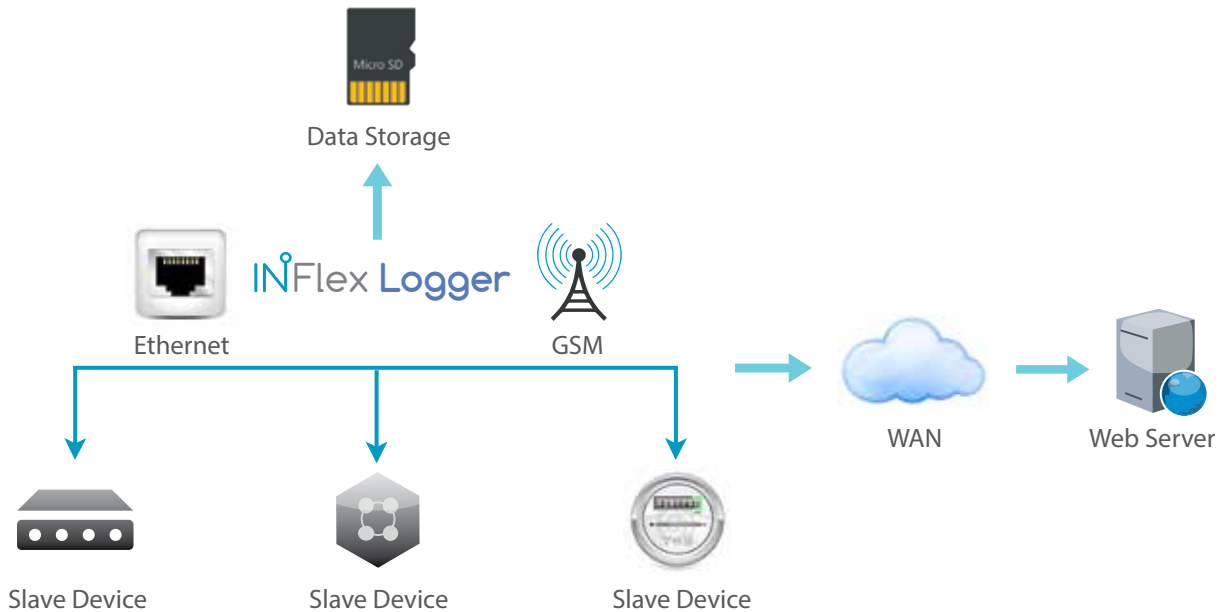 Micro SD
Data Storage
INFlex Logger
Ethernet
GSM
WAN
Web Server
Slave Device
Slave Device
Slave Device